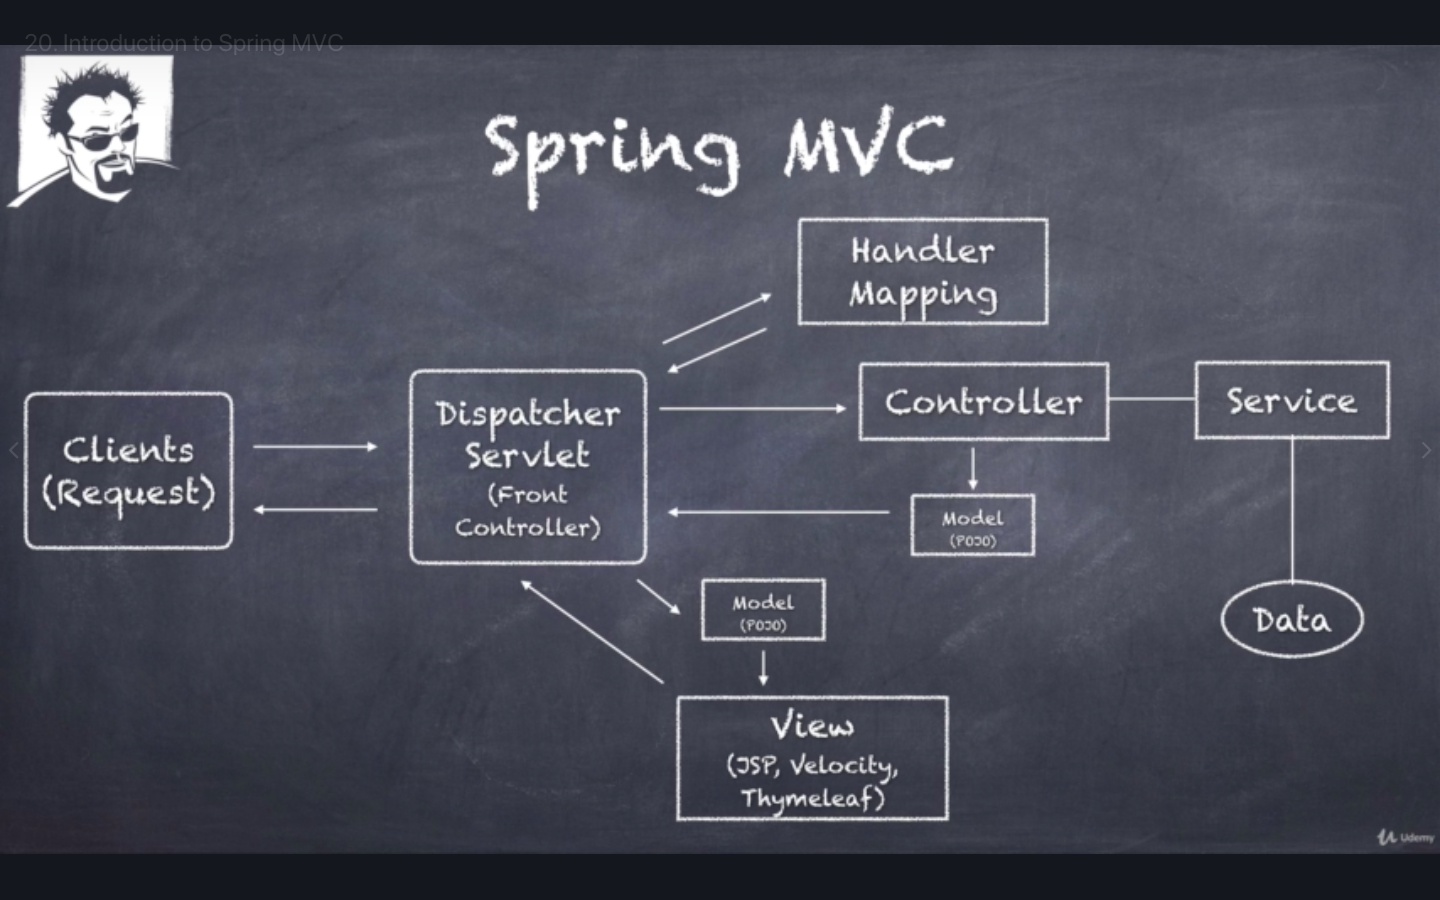 20. Introduction to Spring MVC
Spring MVC
Handler
Mapping
Controller
Service
Dispatcher
Servlet
(Front
Controller)
Clients
(Request)
Model
(POJO)
Model
(POJO)
Data
View
(JSP, Velocity,
Thymeleaf)
Udemy